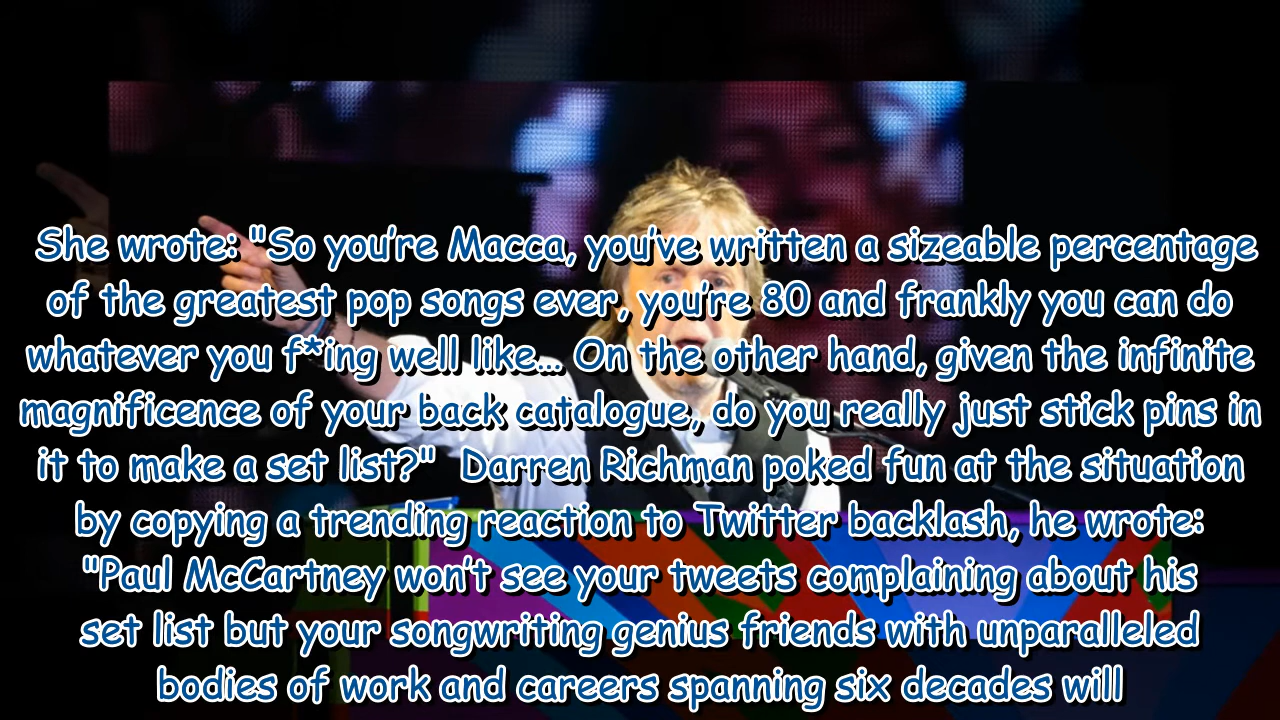 She wrote: "So you're Macca, you've written a sizeable percentage
of the greatest pop songs ever, you're 80 and frankly you can do
whatever you f*ing well like... On the other hand, given the infinite
magnificence of your back catalogue, do you really just stick pins in
it to make a set list?"  Darren Richman poked fun at the situation
by copying a trending reaction to Twitter backlash, he wrote:
"Paul McCartney won't see your tweets complaining about his
set list but your songwriting genius friends with unparalleled
bodies of work and careers spanning six decades will